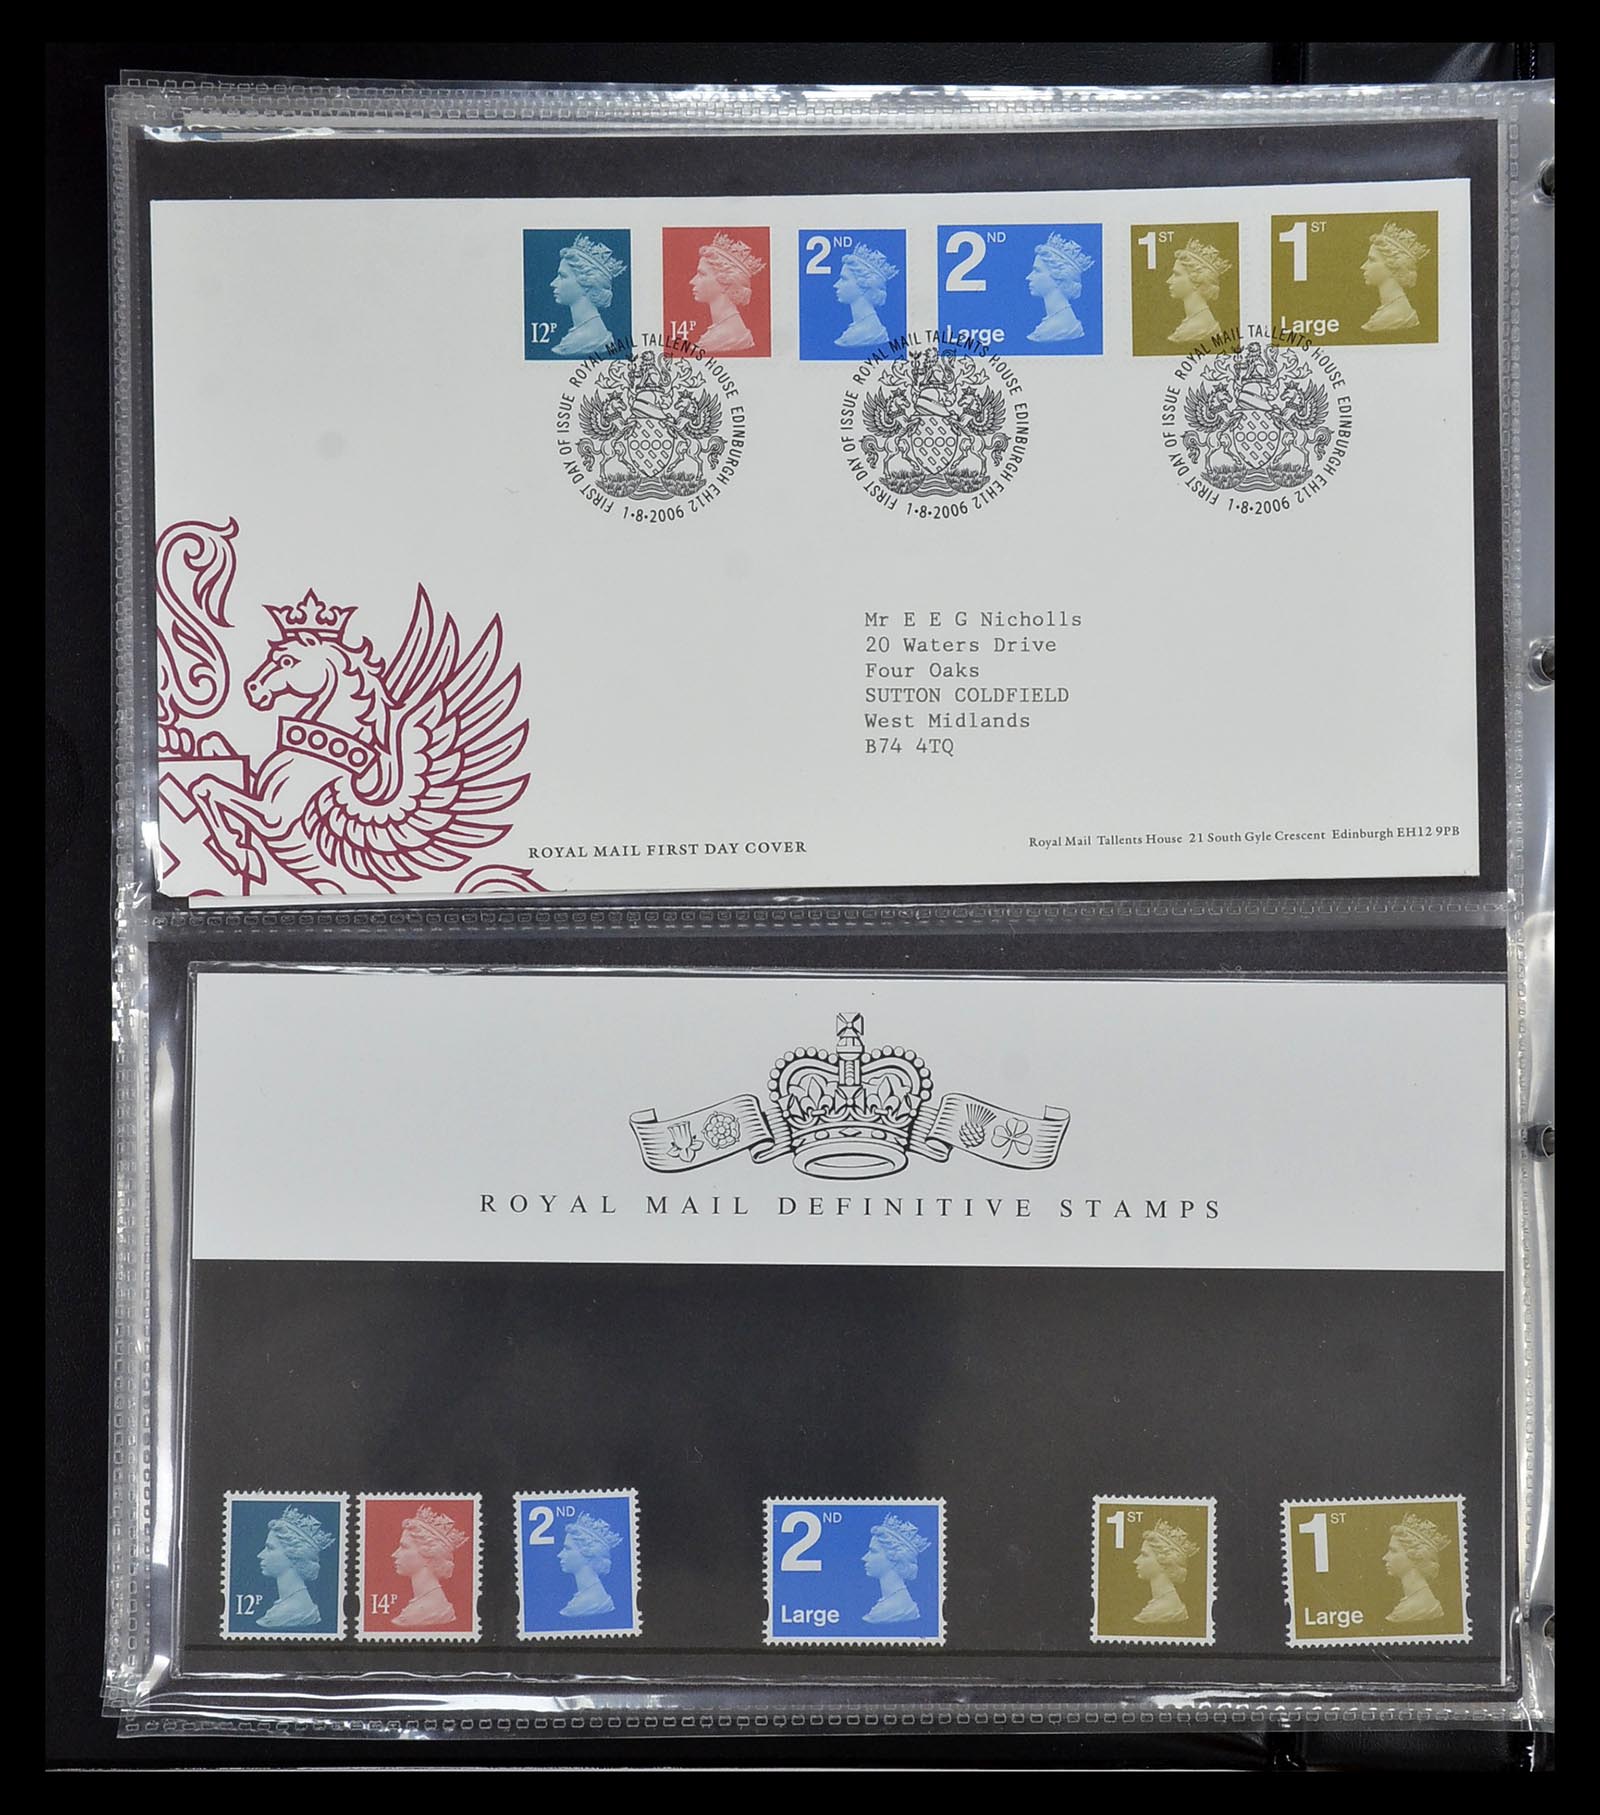 12P
14P
2ND
2ND
Large
1ST
1ST
Large
FIRST DAY OF ISSUE ROYAL MAIL TALLENTS HOUSE EDINBURGH EH12
1·8·2006
FIRST DAY OF ISSUE ROYAL MAIL TALLENTS HOUSE EDINBURGH EH12
1·8·2006
FIRST DAY OF ISSUE ROYAL MAIL TALLENTS HOUSE EDINBURGH EH12
1·8·2006
Mr E E G Nicholls
20 Waters Drive
Four Oaks
SUTTON COLDFIELD
West Midlands
B74 4TQ
ROYAL MAIL FIRST DAY COVER
Royal Mail Tallents House 21 South Gyle Crescent Edinburgh EH12 9PB
ROYAL MAIL DEFINITIVE STAMPS
12P
14P
2ND
2ND
Large
1ST
1ST
Large